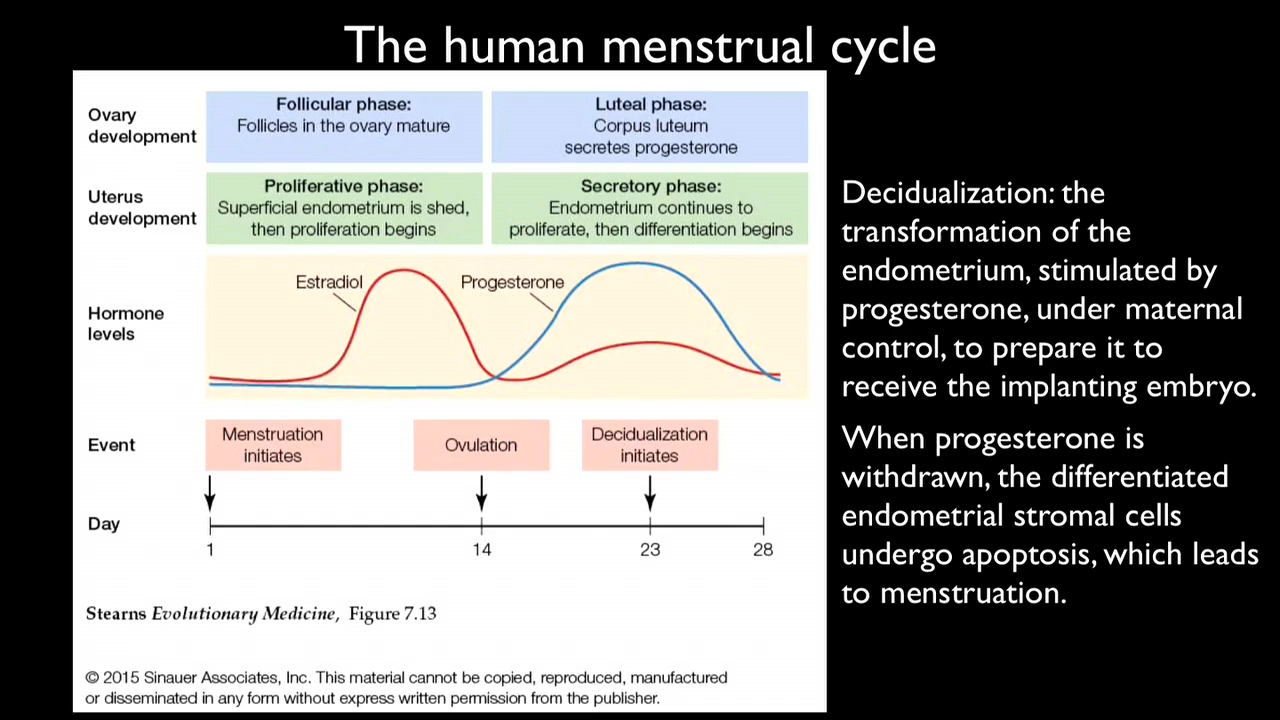 The human menstrual cycle
Ovary
development
Follicular phase:
Follicles in the ovary mature
Luteal phase:
Corpus luteum
secretes progesterone
Uterus
development
Proliferative phase:
Superficial endometrium is shed,
then proliferation begins
Secretory phase:
Endometrium continues to
proliferate, then differentiation begins
Hormone
levels
Estradiol
Progesterone
Event
Menstruation
initiates
Ovulation
Decidualization
initiates
Day
1
14
23
28
Stearns Evolutionary Medicine, Figure 7.13
© 2015 Sinauer Associates, Inc. This material cannot be copied, reproduced, manufactured
or disseminated in any form without express written permission from the publisher.
Decidualization: the
transformation of the
endometrium, stimulated by
progesterone, under maternal
control, to prepare it to
receive the implanting embryo.
When progesterone is
withdrawn, the differentiated
endometrial stromal cells
undergo apoptosis, which leads
to menstruation.